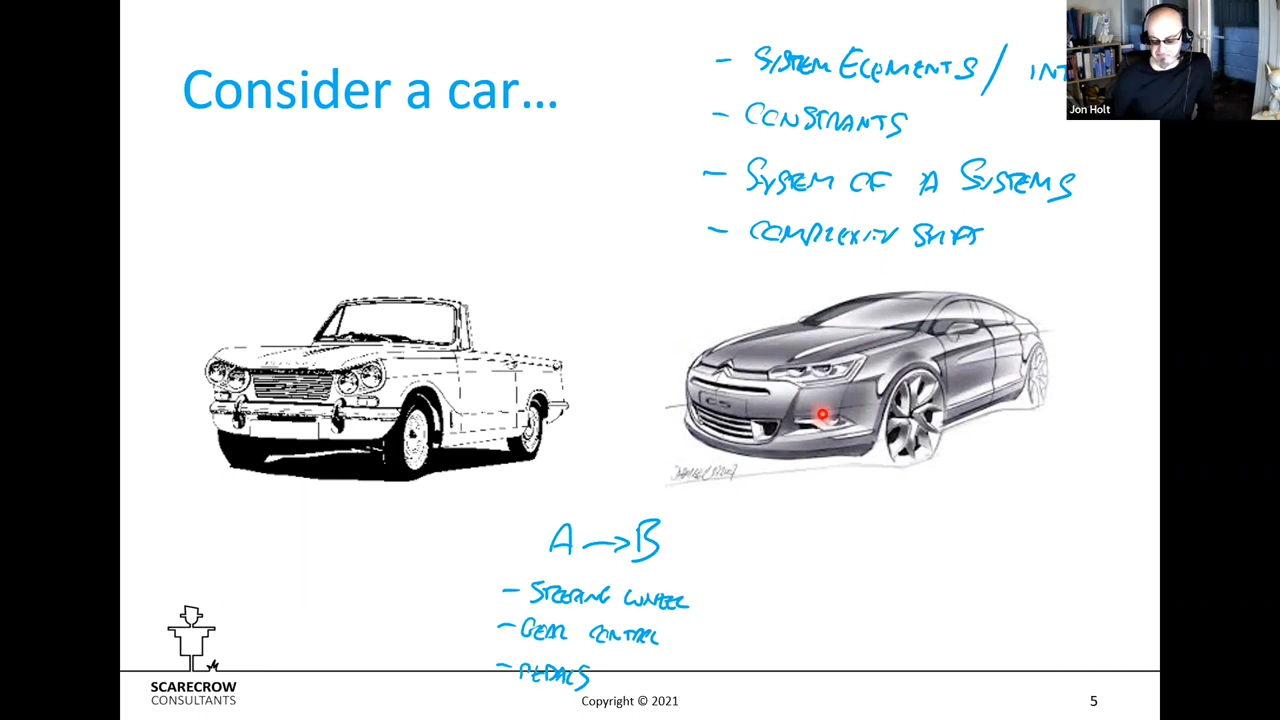 Consider a car...
- SYSTEM ELEMENTS / INT
- CONSTRAINTS
- SYSTEM OF A SYSTEMS
- COMPLEXITY SHIFT
Jon Holt
A → B
- STEERING WHEEL
- GEAR CONTROL
- PEDALS
SCARECROW
CONSULTANTS
Copyright © 2021
5